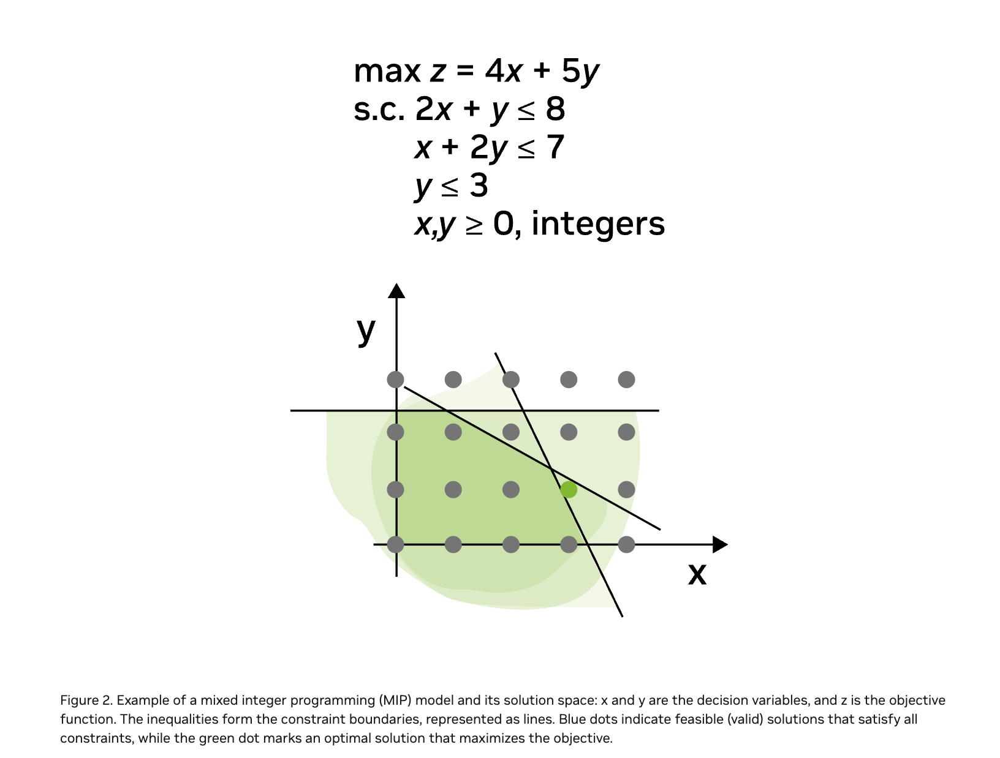 max z = 4x + 5y
s.c. 2x + y ≤ 8
x + 2y ≤ 7
y ≤ 3
x,y ≥ 0, integers
y
x
Figure 2. Example of a mixed integer programming (MIP) model and its solution space: x and y are the decision variables, and z is the objective
function. The inequalities form the constraint boundaries, represented as lines. Blue dots indicate feasible (valid) solutions that satisfy all
constraints, while the green dot marks an optimal solution that maximizes the objective.